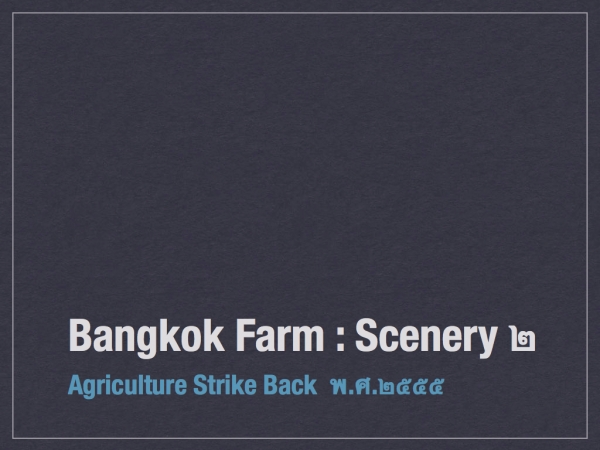 Bangkok Farm : Scenery ๒
Agriculture Strike Back พ.ศ.๒๕๕๕